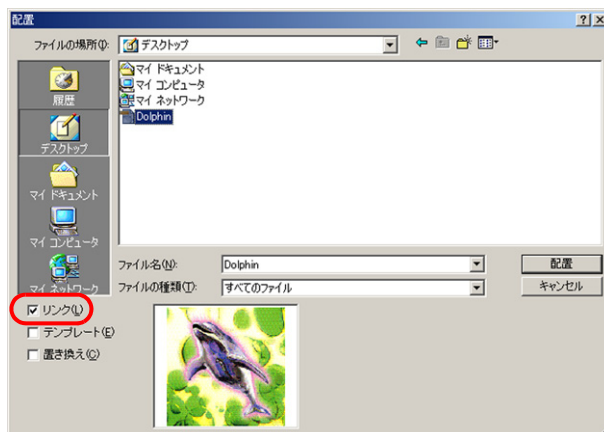 配置
ファイルの場所(I):
デスクトップ
履歴
デスクトップ
マイ ドキュメント
マイ コンピュータ
マイ ネットワーク
マイ ドキュメント
マイ コンピュータ
マイ ネットワーク
Dolphin
ファイル名(N):
Dolphin
配置
ファイルの種類(T):
すべてのファイル
キャンセル
リンク(L)
テンプレート(E)
置き換え(C)